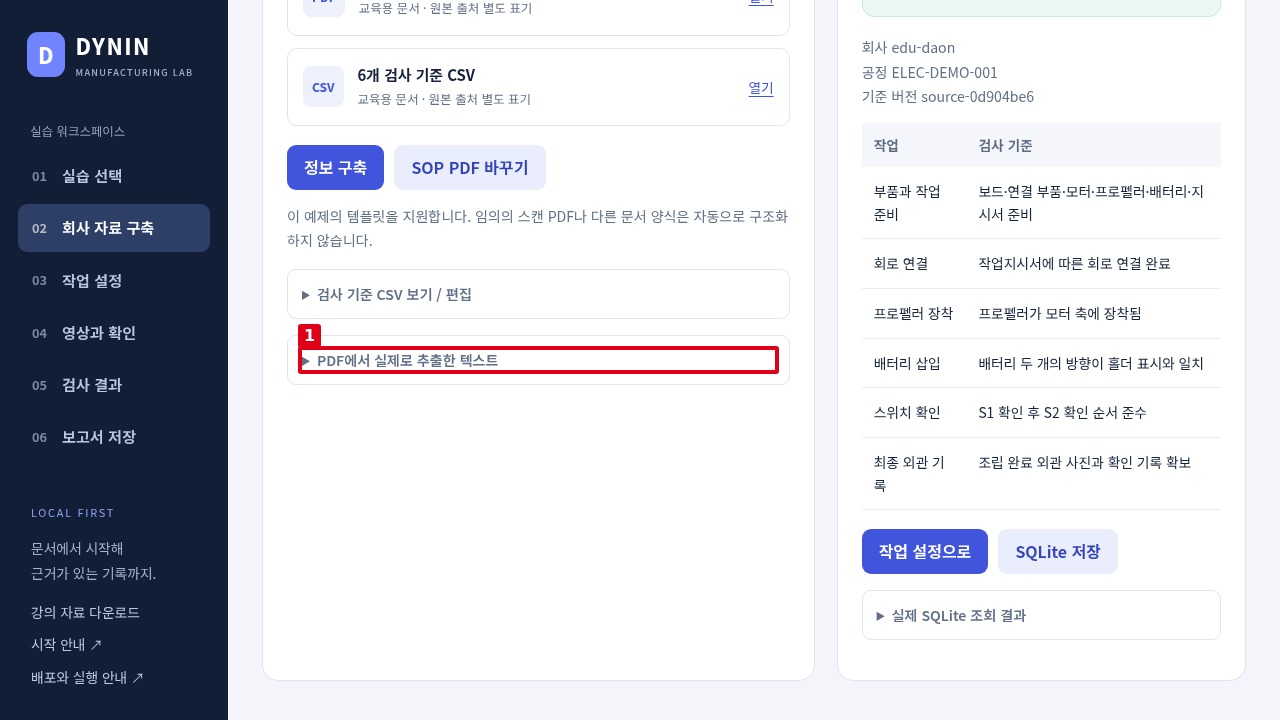 D
DYNIN
MANUFACTURING LAB
실습 워크스페이스
01 실습 선택
02 회사 자료 구축
03 작업 설정
04 영상과 확인
05 검사 결과
06 보고서 저장
LOCAL FIRST
문서에서 시작해
근거가 있는 기록까지.
강의 자료 다운로드
시작 안내 ↗
배포와 실행 안내 ↗
교육용 문서 · 원본 출처 별도 표기
CSV
6개 검사 기준 CSV
교육용 문서 · 원본 출처 별도 표기
열기
정보 구축
SOP PDF 바꾸기
이 예제의 템플릿을 지원합니다. 임의의 스캔 PDF나 다른 문서 양식은 자동으로 구조화
하지 않습니다.
▶ 검사 기준 CSV 보기 / 편집
1
▶ PDF에서 실제로 추출한 텍스트
회사 edu-daon
공정 ELEC-DEMO-001
기준 버전 source-0d904be6
작업 검사 기준
부품과 작업 보드·연결 부품·모터·프로펠러·배터리·지
준비 시서 준비
회로 연결 작업지시서에 따른 회로 연결 완료
프로펠러 장착 프로펠러가 모터 축에 장착됨
배터리 삽입 배터리 두 개의 방향이 홀더 표시와 일치
스위치 확인 S1 확인 후 S2 확인 순서 준수
최종 외관 기 조립 완료 외관 사진과 확인 기록 확보
록
작업 설정으로
SQLite 저장
▶ 실제 SQLite 조회 결과